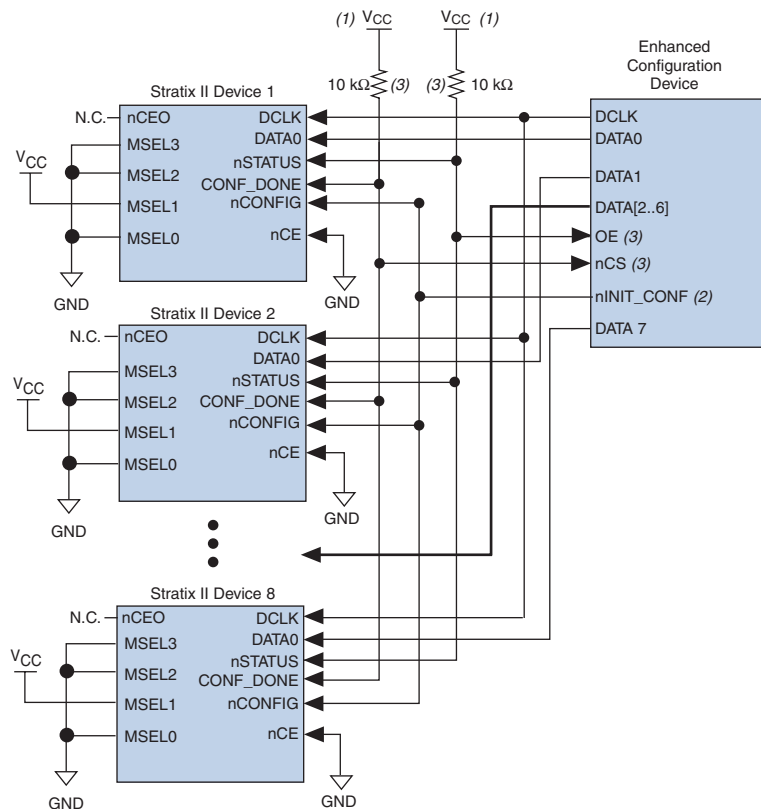 (1) VCC
VCC (1)
10 kΩ (3)
(3) 10 kΩ
Enhanced
Configuration
Device
DCLK
DATA0
DATA1
DATA[2..6]
OE (3)
nCS (3)
nINIT_CONF (2)
DATA 7
Stratix II Device 1
N.C.
nCEO
MSEL3
MSEL2
MSEL1
MSEL0
DCLK
DATA0
nSTATUS
CONF_DONE
nCONFIG
nCE
VCC
GND
GND
Stratix II Device 2
N.C.
nCEO
MSEL3
MSEL2
MSEL1
MSEL0
DCLK
DATA0
nSTATUS
CONF_DONE
nCONFIG
nCE
VCC
GND
GND
Stratix II Device 8
N.C.
nCEO
MSEL3
MSEL2
MSEL1
MSEL0
DCLK
DATA0
nSTATUS
CONF_DONE
nCONFIG
nCE
VCC
GND
GND